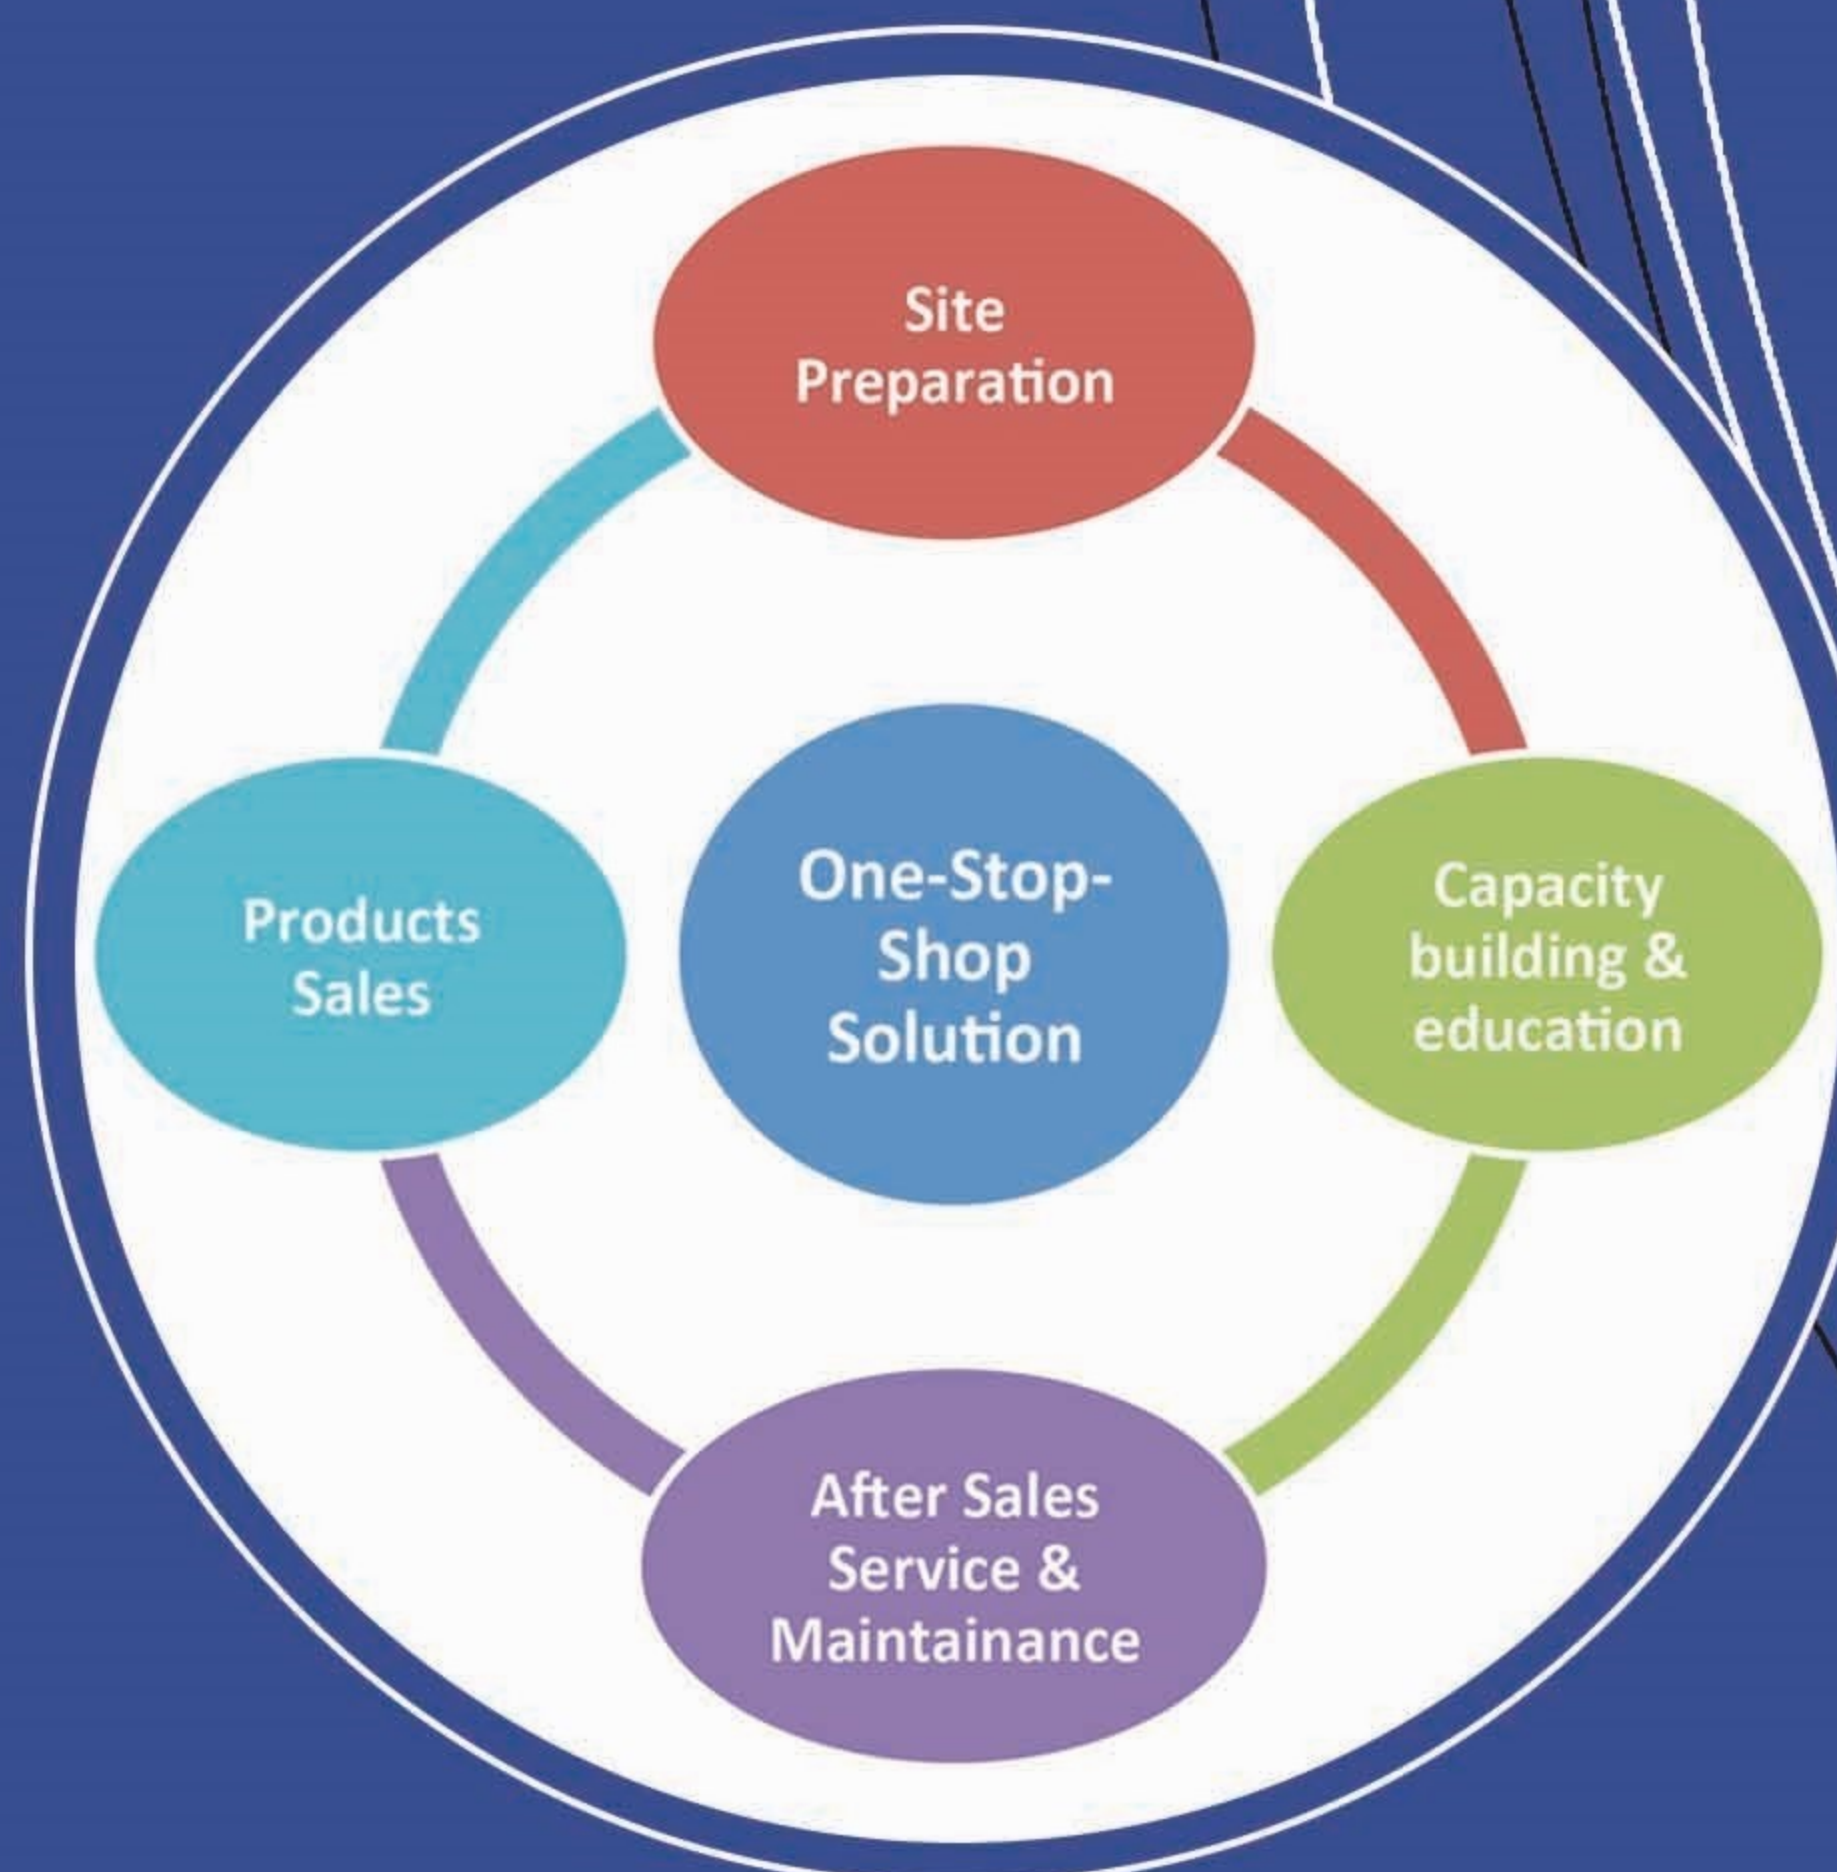 Site
Preparation
Products
Sales
One-Stop-
Shop
Solution
Capacity
building &
education
After Sales
Service &
Maintainance